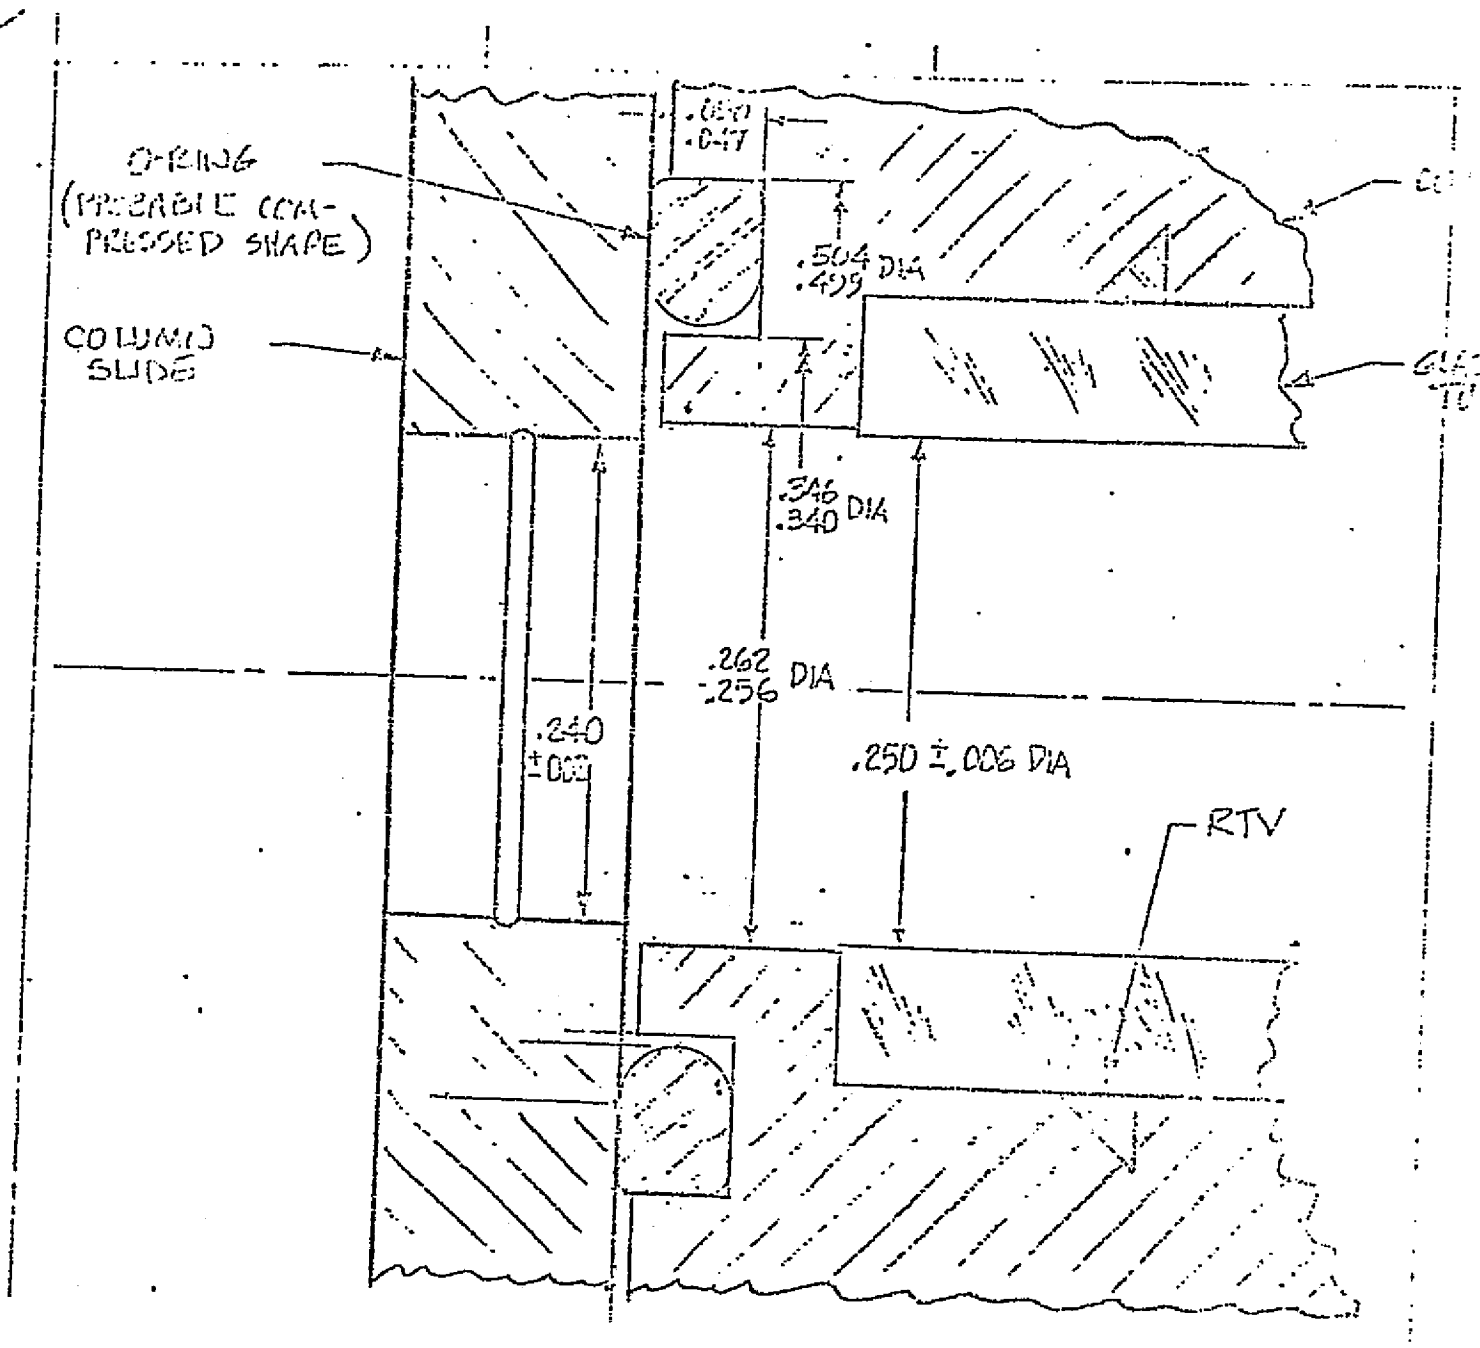 O-RING
(PROBABLE COM-
PRESSED SHAPE)
COLUMN
SLIDE
.047
.504
.499 DIA
.346
.340 DIA
.262
.256 DIA
.240
.250 ±.006 DIA
RTV